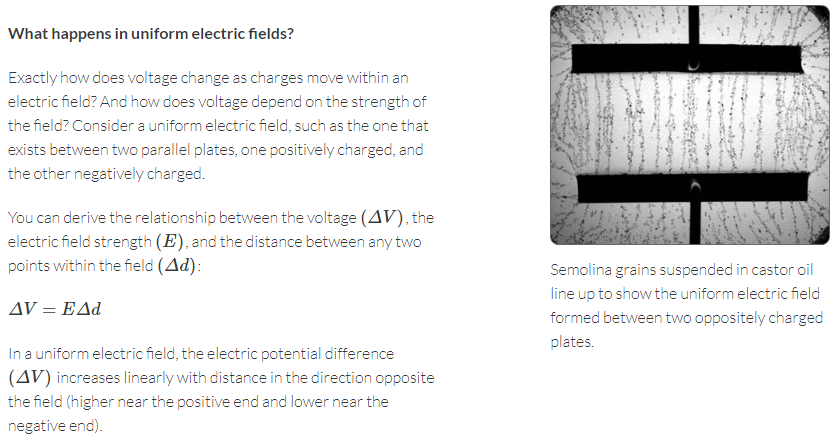 What happens in uniform electric fields?
Exactly how does voltage change as charges move within an
electric field? And how does voltage depend on the strength of
the field? Consider a uniform electric field, such as the one that
exists between two parallel plates, one positively charged, and
the other negatively charged.
You can derive the relationship between the voltage (ΔV), the
electric field strength (E), and the distance between any two
points within the field (Δd):
ΔV = EΔd
In a uniform electric field, the electric potential difference
(ΔV) increases linearly with distance in the direction opposite
the field (higher near the positive end and lower near the
negative end).
Semolina grains suspended in castor oil
line up to show the uniform electric field
formed between two oppositely charged
plates.